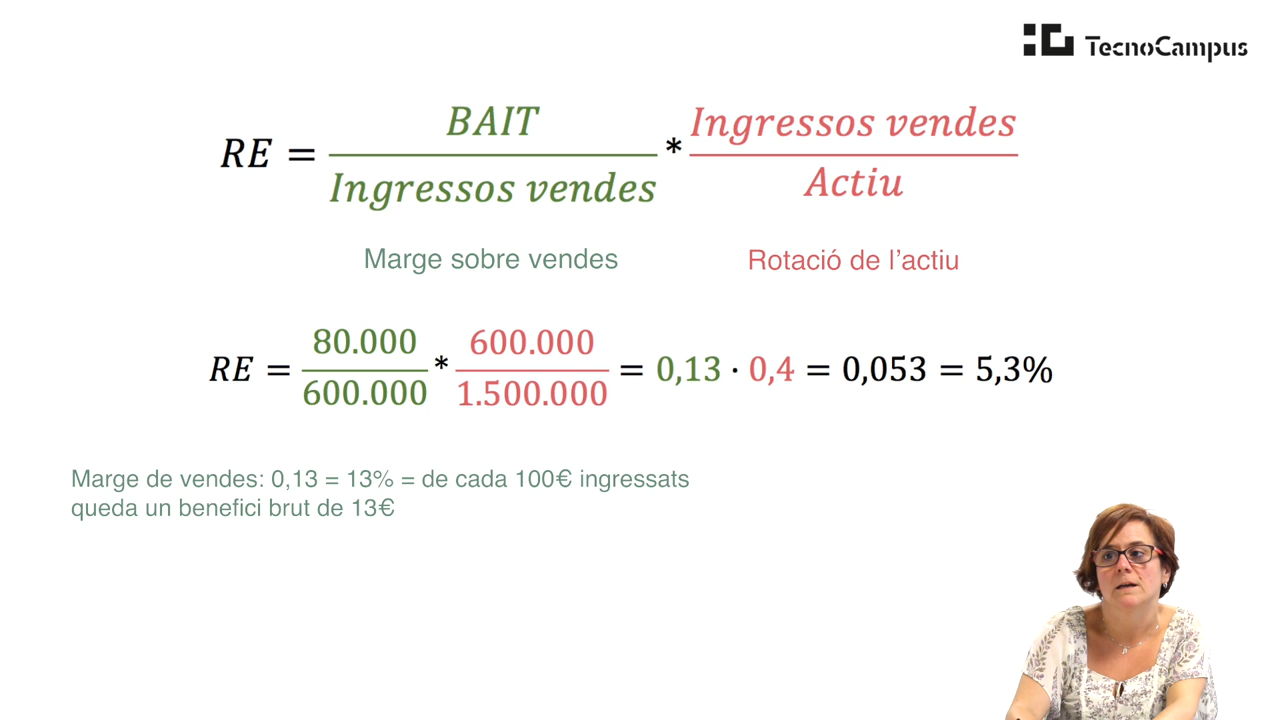 TecnoCampus
RE = BAIT / Ingressos vendes * Ingressos vendes / Actiu
Marge sobre vendes
Rotació de l'actiu
RE = 80.000 / 600.000 * 600.000 / 1.500.000 = 0,13 · 0,4 = 0,053 = 5,3%
Marge de vendes: 0,13 = 13% = de cada 100€ ingressats
queda un benefici brut de 13€